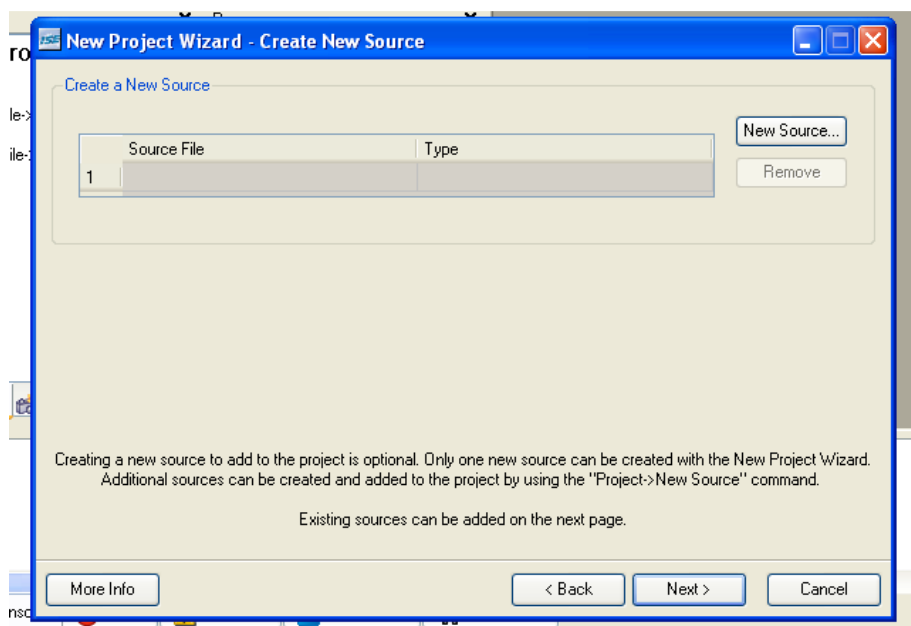 ISE New Project Wizard - Create New Source
Create a New Source
New Source...
Source File Type
1
Remove
Creating a new source to add to the project is optional. Only one new source can be created with the New Project Wizard.
Additional sources can be created and added to the project by using the "Project->New Source" command.
Existing sources can be added on the next page.
More Info < Back Next > Cancel